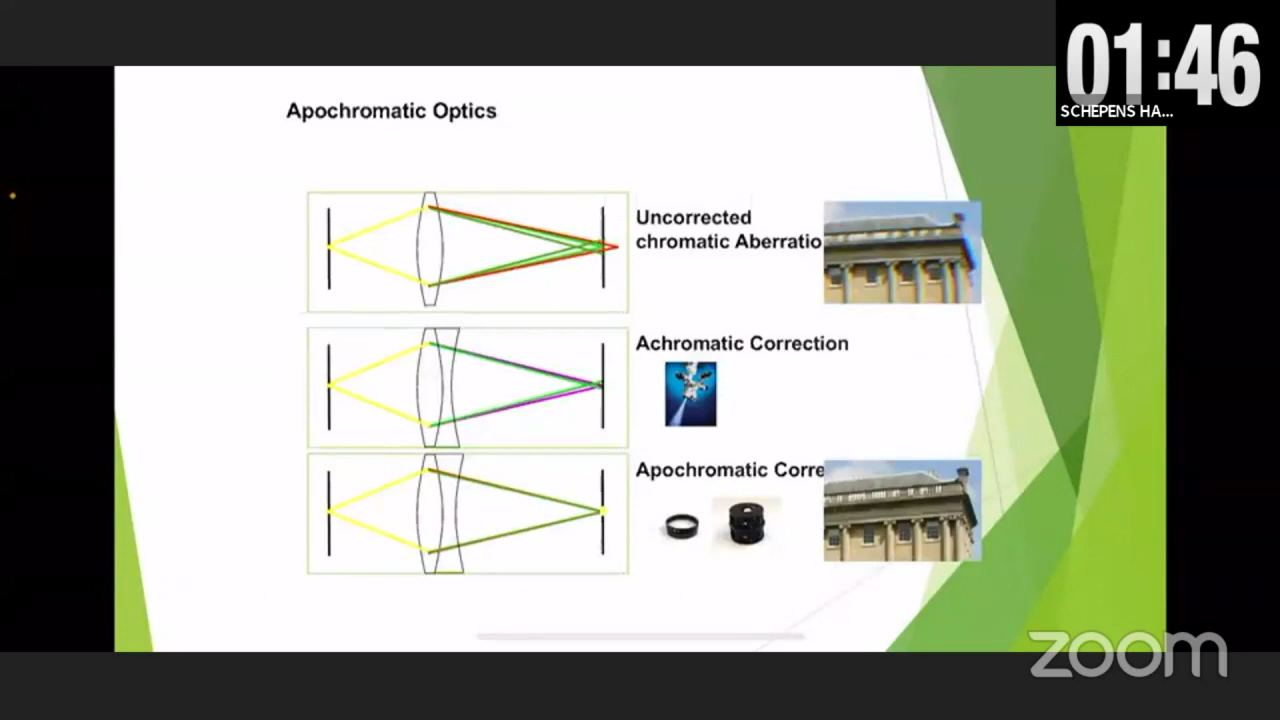 01:46
SCHEPENS HA...
Apochromatic Optics
Uncorrected
chromatic Aberratio
Achromatic Correction
Apochromatic Corre
zoom